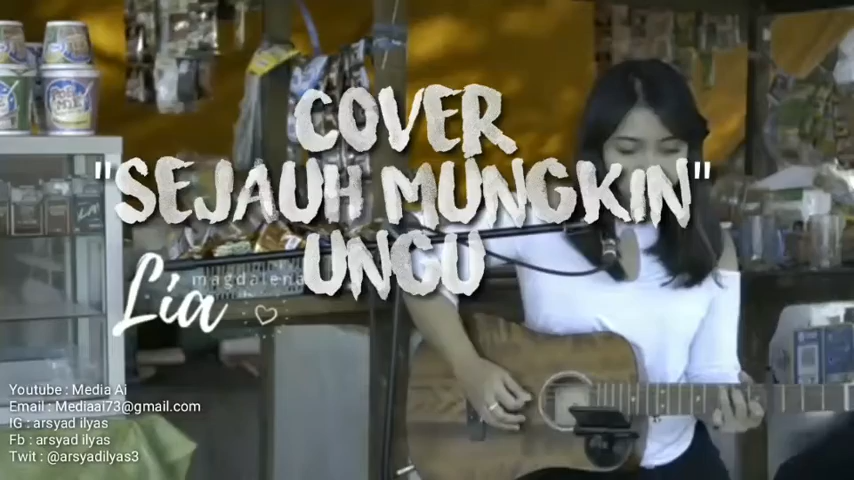 COVER
"SEJAUH MUNGKIN"
UNGU
Lia
magdalena
Youtube : Media Ai
Email : Mediaai73@gmail.com
IG : arsyad ilyas
Fb : arsyad ilyas
Twit : @arsyadilyas3